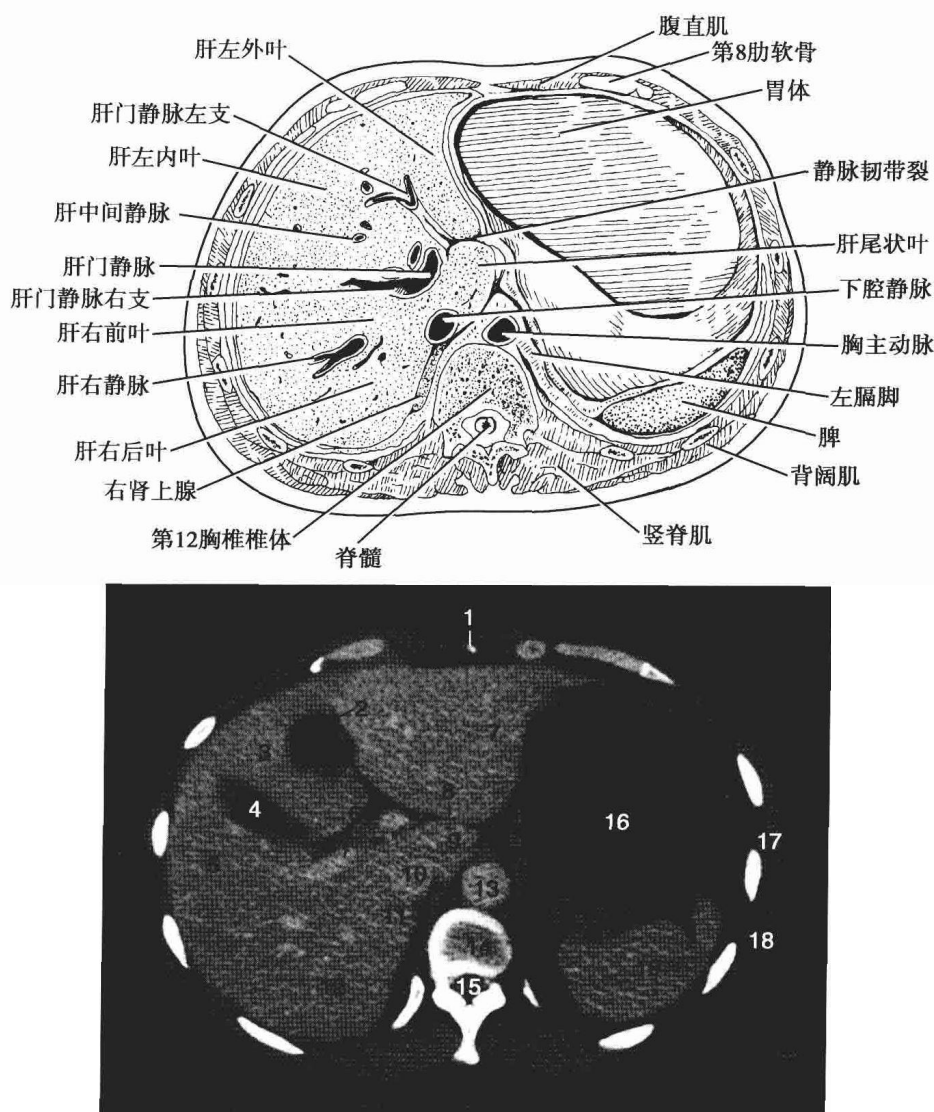 腹直肌
第8肋软骨
胃体
静脉韧带裂
肝尾状叶
下腔静脉
胸主动脉
左膈脚
脾
背阔肌
竖脊肌
肝左外叶
肝门静脉左支
肝左内叶
肝中间静脉
肝门静脉
肝门静脉右支
肝右前叶
肝右静脉
肝右后叶
右肾上腺
第12胸椎椎体
脊髓
1
2
3
4
7
9
10
11
13
15
16
17
18